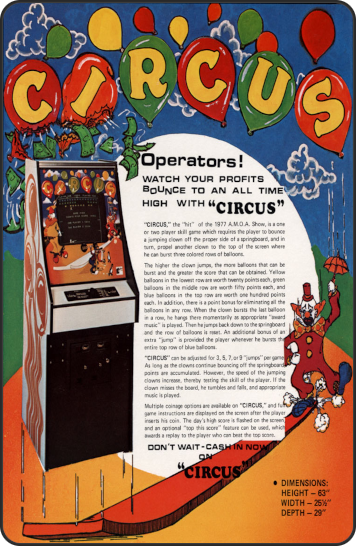 CIRCUS
Operators!
WATCH YOUR PROFITS
BOUNCE TO AN ALL TIME
HIGH WITH "CIRCUS"
"CIRCUS," the "hit" of the 1977 A.M.O.A. Show, is a one
or two player skill game which requires the player to bounce
a jumping clown off the proper side of a springboard, and in
turn, propel another clown to the top of the screen where
he can burst three colored rows of balloons.
The higher the clown jumps, the more balloons that can be
burst and the greater the score that can be obtained. Yellow
balloons in the lowest row are worth twenty points each, green
balloons in the middle row are worth fifty points each, and
blue balloons in the top row are worth one hundred points
each. In addition, there is a point bonus for eliminating all the
balloons in any row. When the clown bursts the last balloon
in a row, he hangs there momentarily as appropriate "award
music" is played. Then he jumps back down to the springboard
and the row of balloons is reset. An additional bonus of an
extra "jump" is provided the player whenever he bursts the
entire top row of blue balloons.
"CIRCUS" can be adjusted for 3, 5, 7, or 9 "jumps" per game.
As long as the clowns continue bouncing off the springboard
points are accumulated. However, the speed of the jumping
clowns increase, thereby testing the skill of the player. If the
clown misses the board, he tumbles and falls, and appropriate
music is played.
Multiple coinage options are available on "CIRCUS," and full
game instructions are displayed on the screen after the player
inserts his coin. The day's high score is flashed on the screen,
and an optional "top this score" feature can be used, which
awards a replay to the player who can beat the top score.
DON'T WAIT-CASH IN NOW
ON
"CIRCUS"
• DIMENSIONS:
HEIGHT – 63"
WIDTH – 25½"
DEPTH – 29"